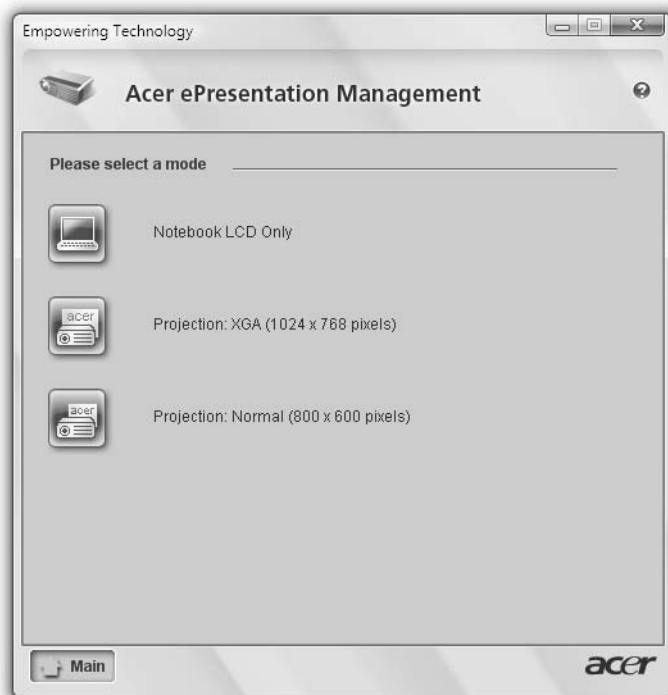 Empowering Technology
Acer ePresentation Management
Please select a mode
Notebook LCD Only
acer
Projection: XGA (1024 x 768 pixels)
acer
Projection: Normal (800 x 600 pixels)
Main
acer